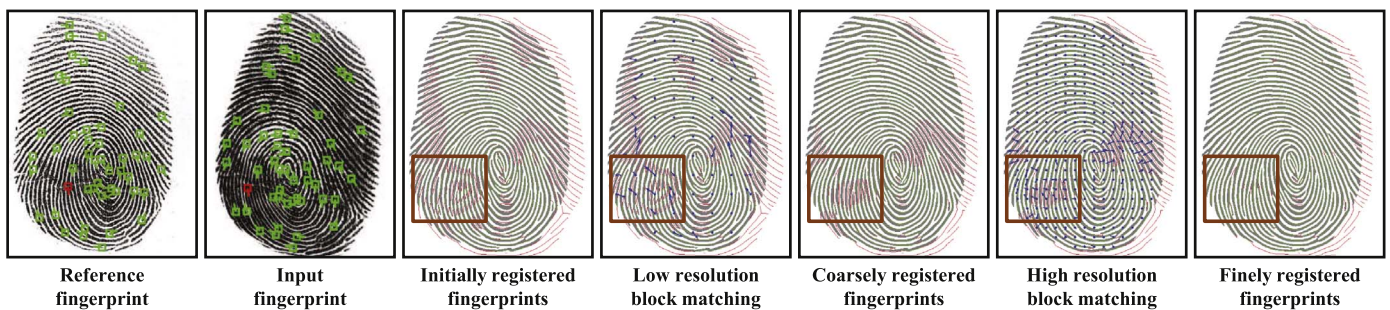 Reference
fingerprint
Input
fingerprint
Initially registered
fingerprints
Low resolution
block matching
Coarsely registered
fingerprints
High resolution
block matching
Finely registered
fingerprints